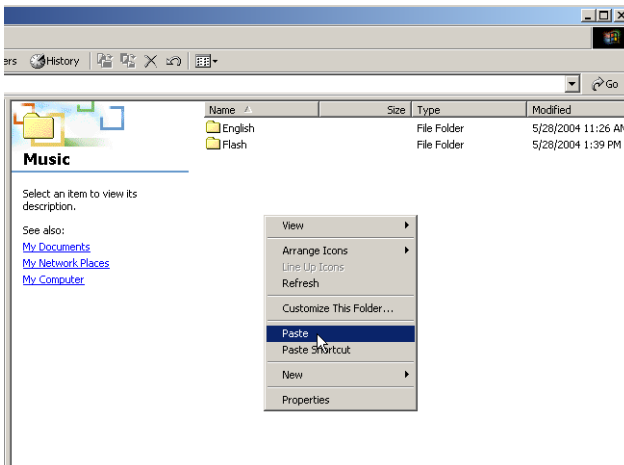 ers History
Go
Name Size Type Modified
English File Folder 5/28/2004 11:26 AM
Flash File Folder 5/28/2004 1:39 PM
Music
Select an item to view its
description.
See also:
My Documents
My Network Places
My Computer
View
Arrange Icons
Line Up Icons
Refresh
Customize This Folder...
Paste
Paste Shortcut
New
Properties